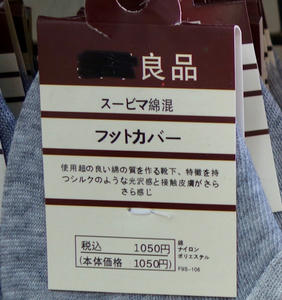 良品
スーピマ綿混
フットカバー
使用超の良い綿の質を作る靴下、特徴を持
つシルクのような光沢感と接触皮膚がさら
さら感じ
税込 1050円
(本体価格 1050円)
綿
ナイロン
ポリエステル
F9S-106